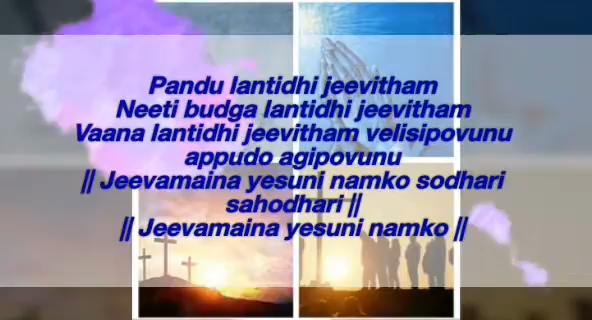 Pandu lantidhi jeevitham
Neeti budga lantidhi jeevitham
Vaana lantidhi jeevitham velisipovunu
appudo agipovunu
|| Jeevamaina yesuni namko sodhari
sahodhari ||
|| Jeevamaina yesuni namko ||